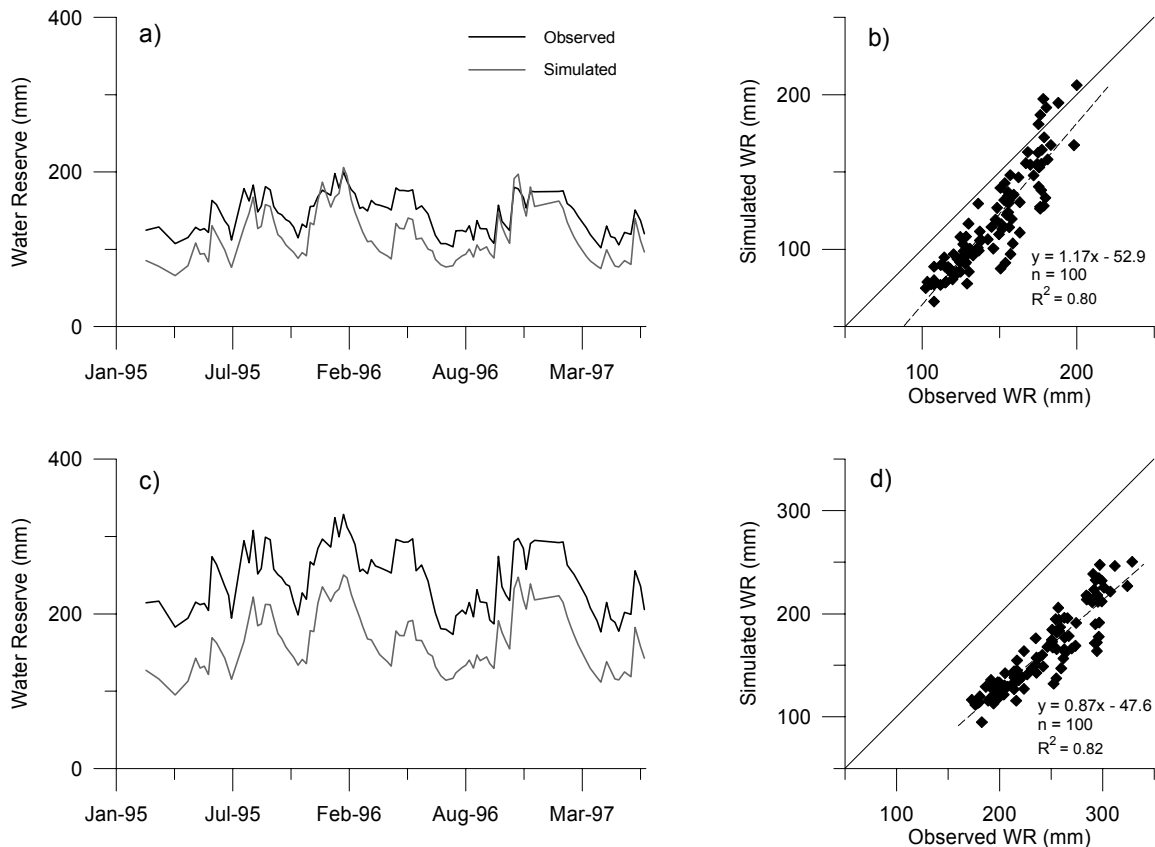 a)
Observed
Simulated
Water Reserve (mm)
400
200
0
Jan-95 Jul-95 Feb-96 Aug-96 Mar-97
b)
Simulated WR (mm)
200
100
y = 1.17x - 52.9
n = 100
R² = 0.80
100 200
Observed WR (mm)
c)
Water Reserve (mm)
400
200
0
Jan-95 Jul-95 Feb-96 Aug-96 Mar-97
d)
Simulated WR (mm)
300
200
100
y = 0.87x - 47.6
n = 100
R² = 0.82
100 200 300
Observed WR (mm)